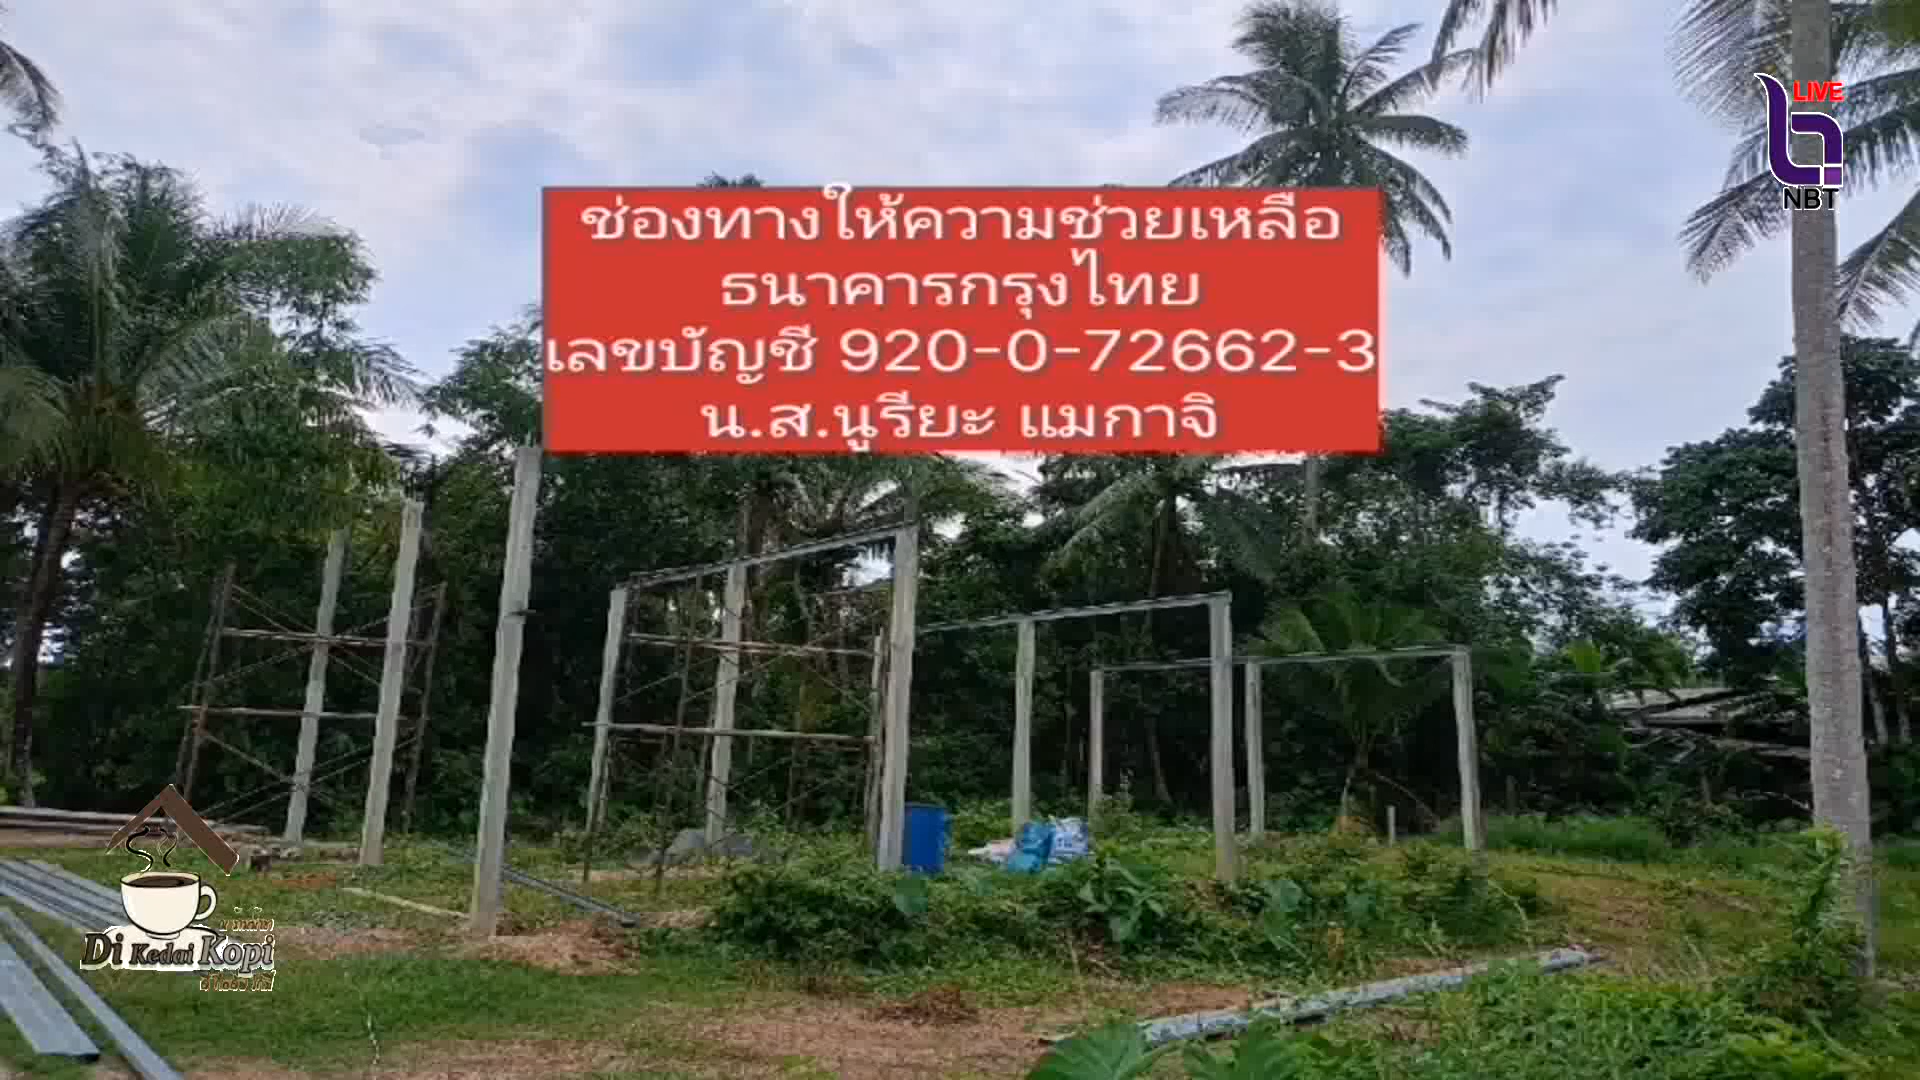 LIVE
NBT
ช่องทางให้ความช่วยเหลือ
ธนาคารกรุงไทย
เลขบัญชี 920-0-72662-3
น.ส.นูรียะ แมกาจิ
Di Kedai Kopi